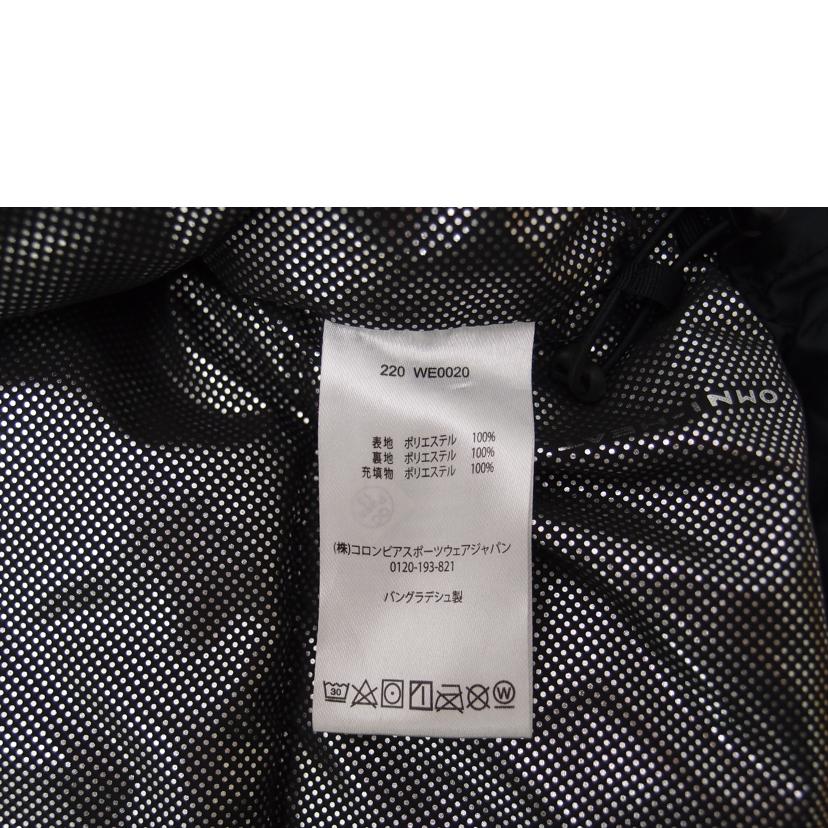 220 WE0020
表地 ポリエステル 100%
裏地 ポリエステル 100%
充填物 ポリエステル 100%
(株)コロンビアスポーツウェアジャパン
0120-193-821
バングラデシュ製
30 W
OMNI